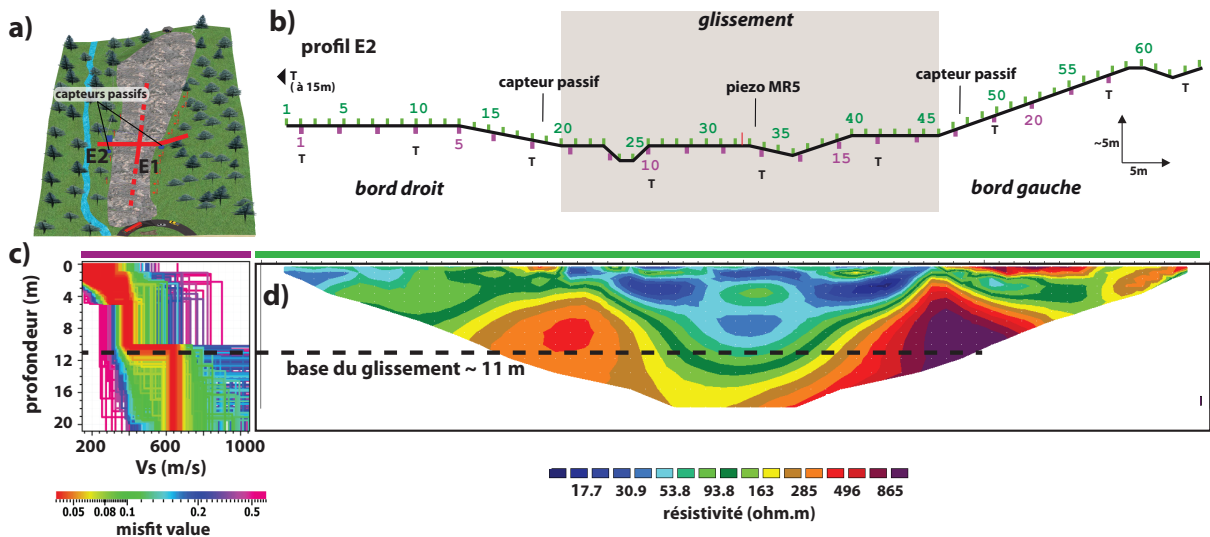 a)
capteurs passifs
E2
E1
b)
glissement
profil E2
T
( à 15m)
capteur passif
piezo MR5
capteur passif
1 5 10 15 20 25 30 35 40 45 50 55 60
1 5 10 15 20
T T T T T T T T
bord droit
bord gauche
~5m
5m
c)
0
4
8
12
16
20
profondeur (m)
200 600 1000
Vs (m/s)
0.05 0.08 0.1 0.2 0.5
misfit value
d)
base du glissement ~ 11 m
17.7 30.9 53.8 93.8 163 285 496 865
résistivité (ohm.m)